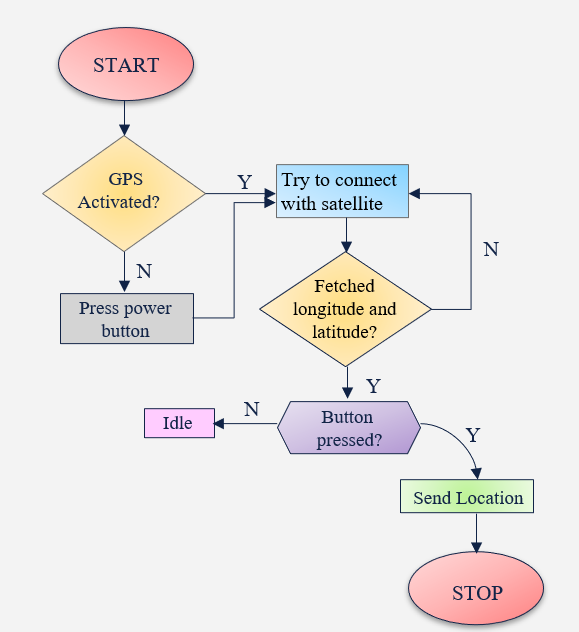 START
GPS
Activated?
Y
Try to connect
with satellite
N
Press power
button
Fetched
longitude and
latitude?
N
Y
Button
pressed?
N
Idle
Y
Send Location
STOP